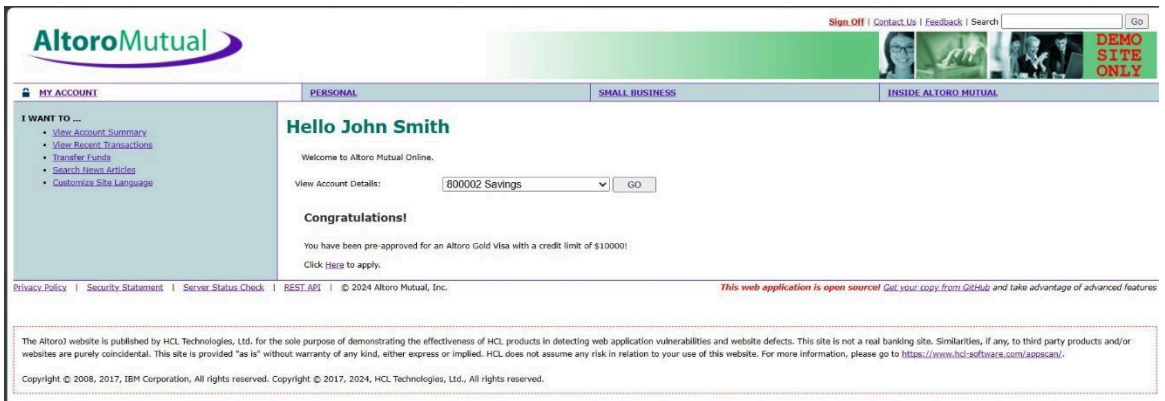 Sign Off | Contact Us | Feedback | Search Go
AltoroMutual
DEMO
SITE
ONLY
MY ACCOUNT PERSONAL SMALL BUSINESS INSIDE ALTORO MUTUAL
I WANT TO ...
• View Account Summary
• View Recent Transactions
• Transfer Funds
• Search News Articles
• Customize Site Language
Hello John Smith
Welcome to Altoro Mutual Online.
View Account Details: 800002 Savings GO
Congratulations!
You have been pre-approved for an Altoro Gold Visa with a credit limit of $10000!
Click Here to apply.
Privacy Policy | Security Statement | Server Status Check | REST API | © 2024 Altoro Mutual, Inc. This web application is open source! Get your copy from GitHub and take advantage of advanced features
The AltoroJ website is published by HCL Technologies, Ltd. for the sole purpose of demonstrating the effectiveness of HCL products in detecting web application vulnerabilities and website defects. This site is not a real banking site. Similarities, if any, to third party products and/or
websites are purely coincidental. This site is provided "as is" without warranty of any kind, either express or implied. HCL does not assume any risk in relation to your use of this website. For more information, please go to https://www.hcl-software.com/appscan/.
Copyright © 2008, 2017, IBM Corporation, All rights reserved. Copyright © 2017, 2024, HCL Technologies, Ltd., All rights reserved.